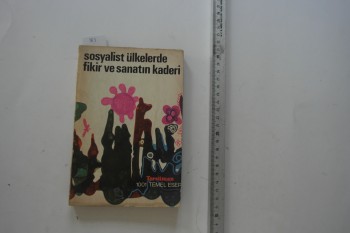 sosyalist ülkelerde
fikir ve sanatın kaderi
Tercüman
1001 TEMEL ESER